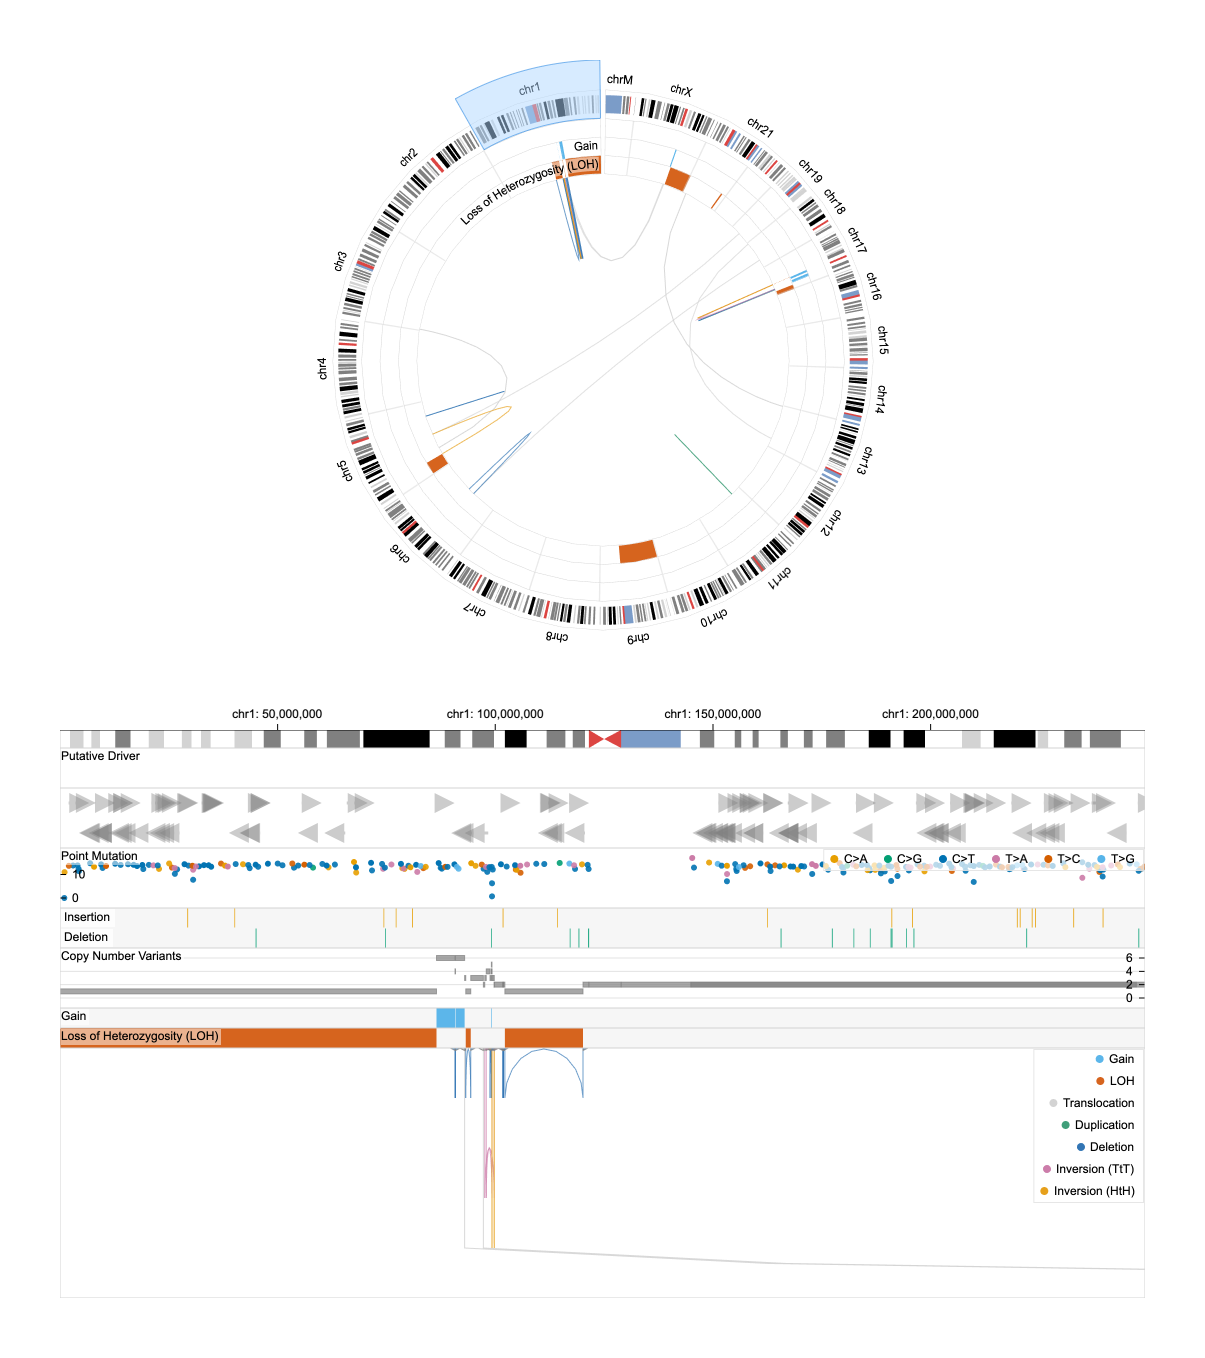 chrM
chrX
chr1
chr21
Gain
chr2
Loss of Heterozygosity (LOH)
chr19
chr18
chr17
chr3
chr16
chr15
chr4
chr14
chr13
chr5
chr12
chr6
chr11
chr7
chr10
chr8
chr9
chr1: 50,000,000 chr1: 100,000,000 chr1: 150,000,000 chr1: 200,000,000
Putative Driver
Point Mutation C>A C>G C>T T>A T>C T>G
10
0
Insertion
Deletion
Copy Number Variants
6
4
2
0
Gain
Loss of Heterozygosity (LOH)
Gain
LOH
Translocation
Duplication
Deletion
Inversion (TtT)
Inversion (HtH)